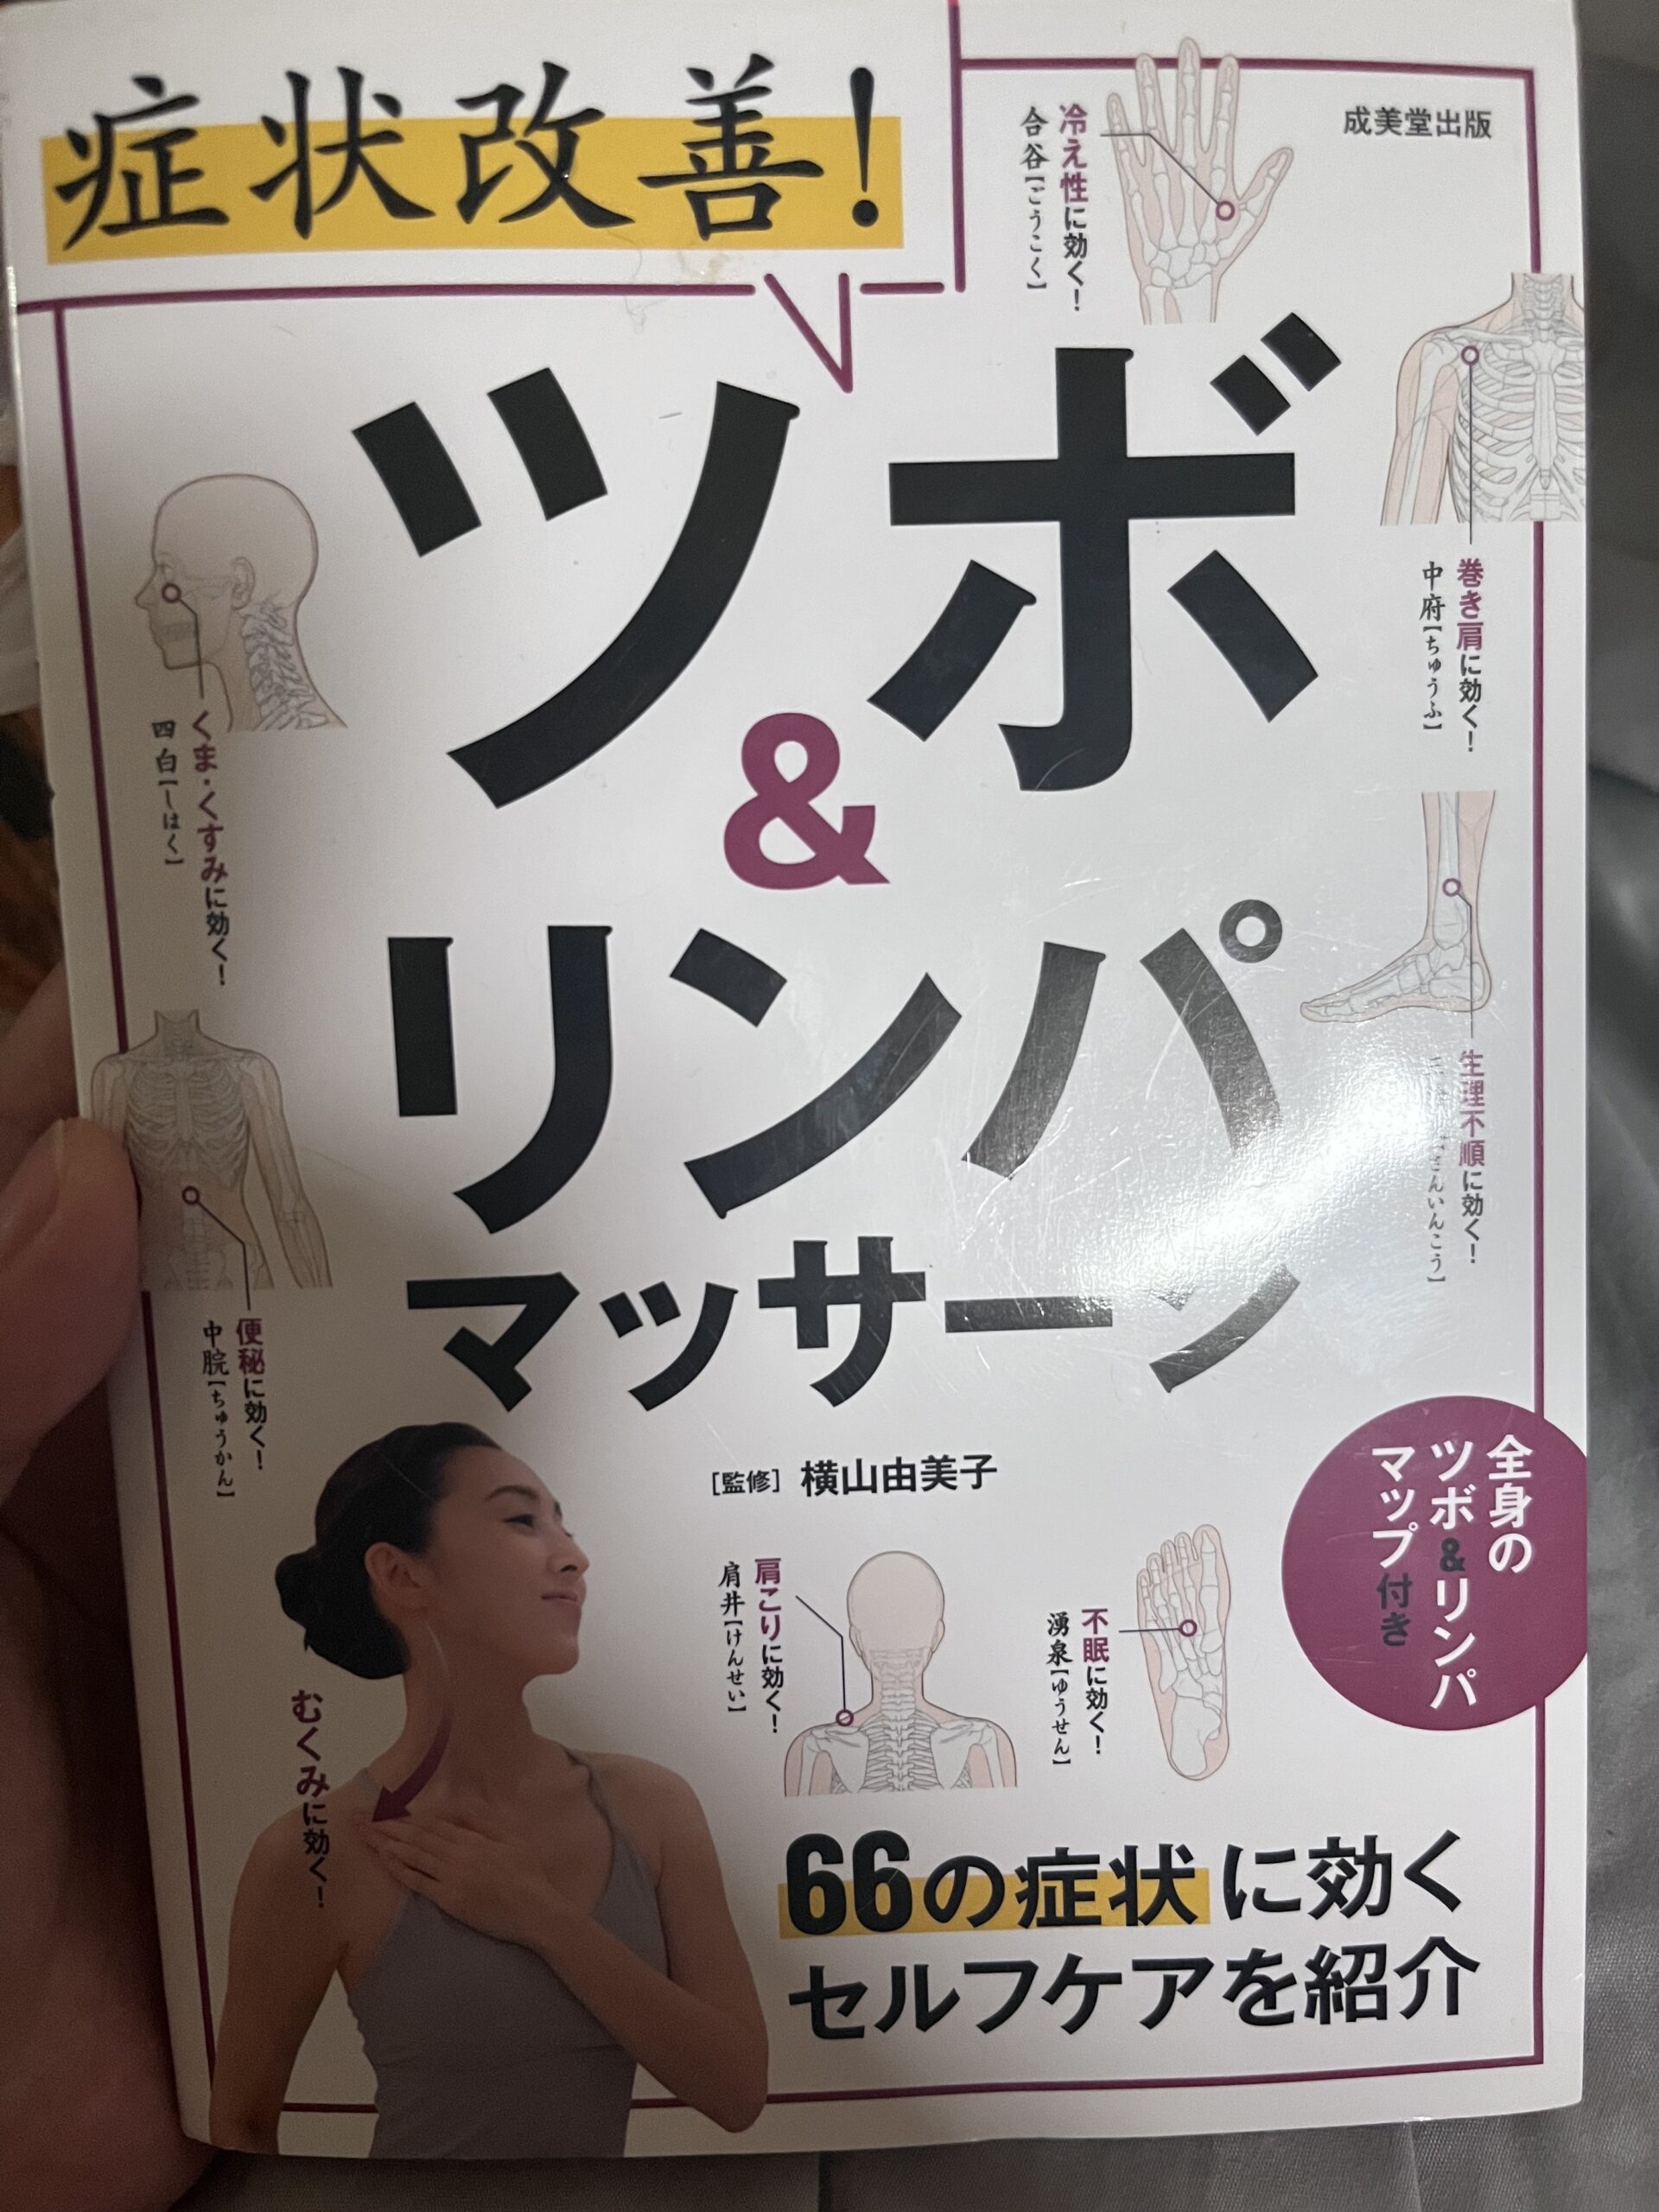 症状改善!
成美堂出版
冷え性に効く!
合谷[ごうこく]
ツボ
&
リンパ
マッサージ
巻き肩に効く!
中府[ちゅうふ]
くま・くすみに効く!
四白[しはく]
生理不順に効く!
さんいんこう]
便秘に効く!
中脘[ちゅうかん]
[監修] 横山由美子
全身の
ツボ&リンパ
マップ付き
肩こりに効く!
肩井[けんせい]
不眠に効く!
湧泉[ゆうせん]
むくみに効く!
66の症状に効く
セルフケアを紹介